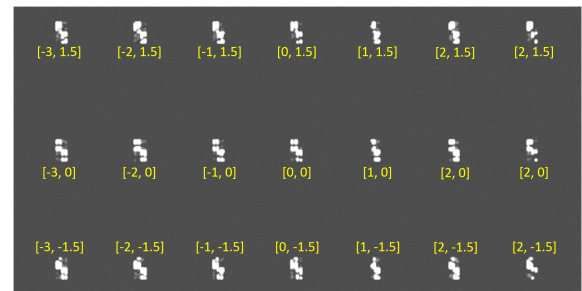 [-3, 1.5] [-2, 1.5] [-1, 1.5] [0, 1.5] [1, 1.5] [2, 1.5] [2, 1.5]
[-3, 0] [-2, 0] [-1, 0] [0, 0] [1, 0] [2, 0] [2, 0]
[-3, -1.5] [-2, -1.5] [-1, -1.5] [0, -1.5] [1, -1.5] [2, -1.5] [2, -1.5]